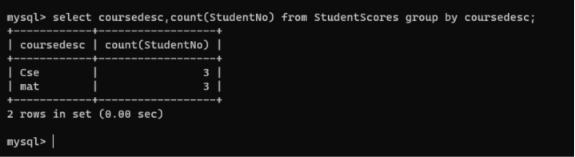 mysql> select coursedesc,count(StudentNo) from StudentScores group by coursedesc;
+------------+------------------+
| coursedesc | count(StudentNo) |
+------------+------------------+
| Cse        |                3 |
| mat        |                3 |
+------------+------------------+
2 rows in set (0.00 sec)
mysql> |